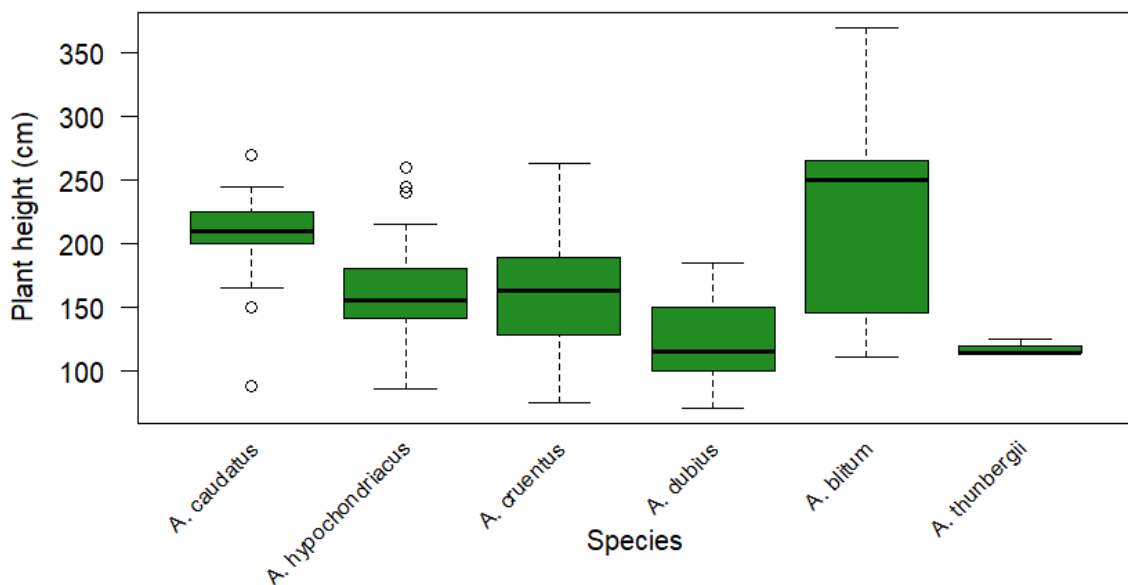 Plant height (cm)
350
300
250
200
150
100
A. caudatus
A. hypochondriacus
A. cruentus
A. dubius
A. blitum
A. thunbergii
Species